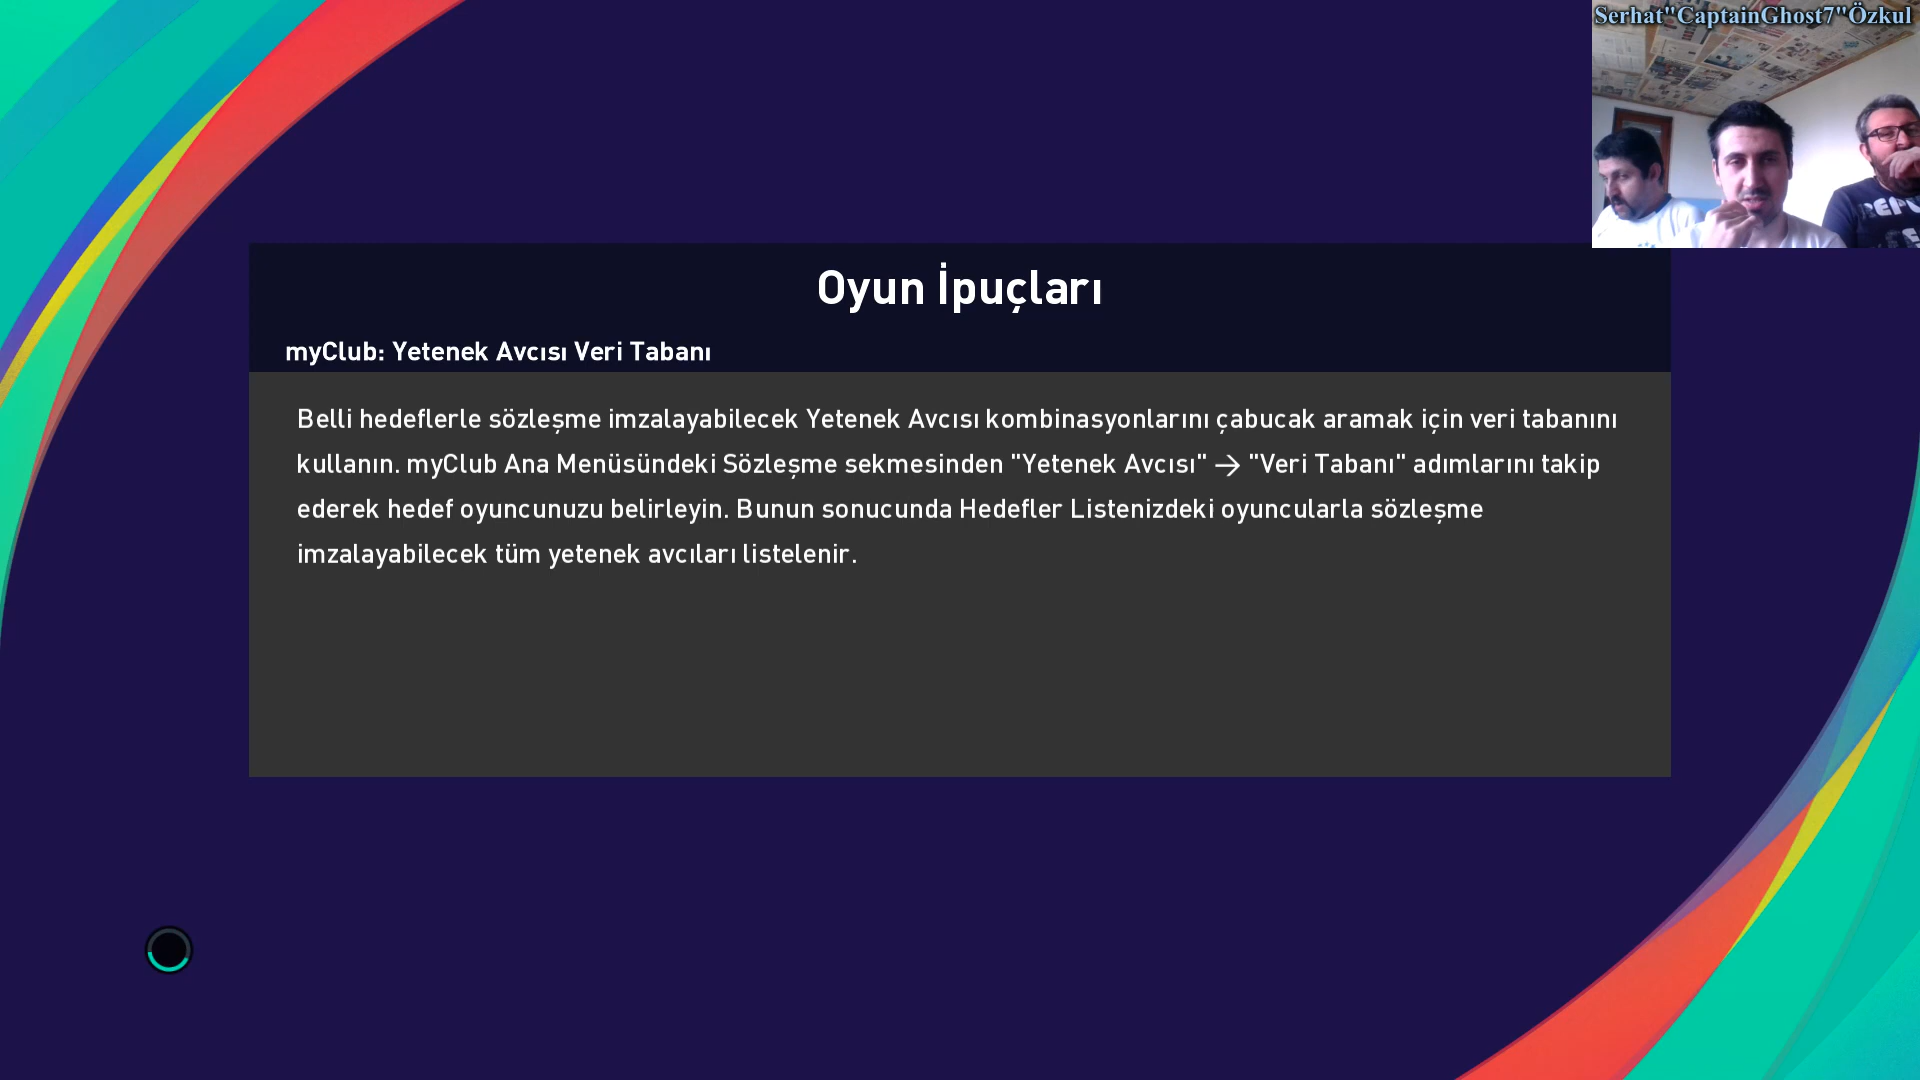 Serhat"CaptainGhost7"Özkul
Oyun İpuçları
myClub: Yetenek Avcısı Veri Tabanı
Belli hedeflerle sözleşme imzalayabilecek Yetenek Avcısı kombinasyonlarını çabucak aramak için veri tabanını
kullanın. myClub Ana Menüsündeki Sözleşme sekmesinden "Yetenek Avcısı" → "Veri Tabanı" adımlarını takip
ederek hedef oyuncunuzu belirleyin. Bunun sonucunda Hedefler Listenizdeki oyuncularla sözleşme
imzalayabilecek tüm yetenek avcıları listelenir.